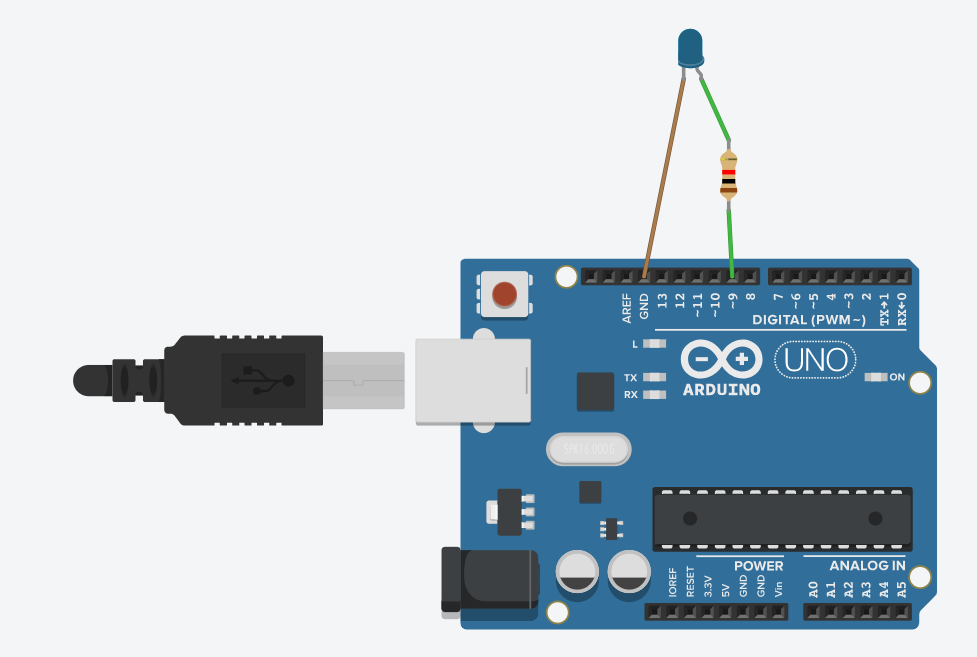 AREF
GND
13
12
~11
~10
~9
8
7
~6
~5
4
~3
2
TX→1
RX←0
DIGITAL (PWM ~)
L
TX
RX
ARDUINO
UNO
ON
SPK16.000G
POWER
ANALOG IN
IOREF
RESET
3.3V
5V
GND
GND
Vin
A0
A1
A2
A3
A4
A5